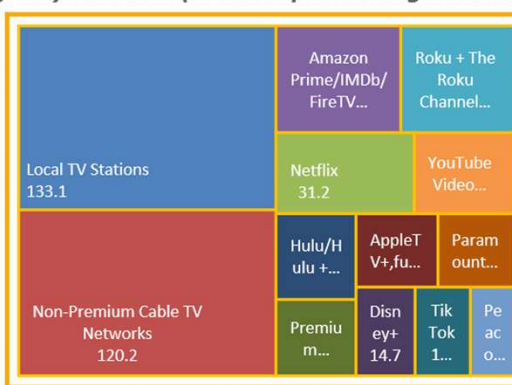 Local TV Stations
133.1
Non-Premium Cable TV
Networks
120.2
Amazon
Prime/IMDb/
FireTV...
Roku + The
Roku
Channel...
Netflix
31.2
YouTube
Video...
Hulu/H
ulu +...
AppleT
V+,fu...
Param
ount...
Premiu
m...
Disn
ey+
14.7
Tik
Tok
1...
Pe
ac
o...